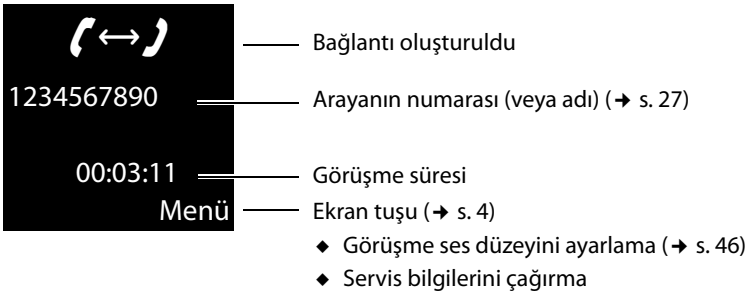 Bağlantı oluşturuldu
1234567890 Arayanın numarası (veya adı) (➔ s. 27)
00:03:11 Görüşme süresi
Menü Ekran tuşu (➔ s. 4)
◆ Görüşme ses düzeyini ayarlama (➔ s. 46)
◆ Servis bilgilerini çağırma